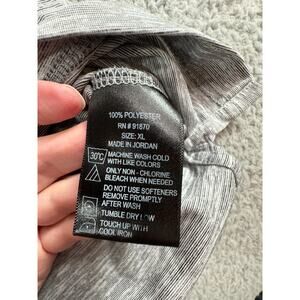 100% POLYESTER
RN # 91870
SIZE: XL
MADE IN JORDAN
30°C MACHINE WASH COLD
WITH LIKE COLORS
ONLY NON - CHLORINE
BLEACH WHEN NEEDED
DO NOT USE SOFTENERS
REMOVE PROMPTLY
AFTER WASH
TUMBLE DRY LOW
TOUCH UP WITH
COOL IRON